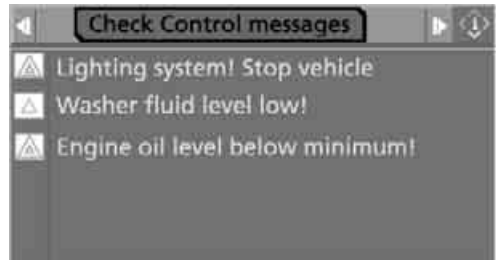 Check Control messages
Lighting system! Stop vehicle
Washer fluid level low!
Engine oil level below minimum!